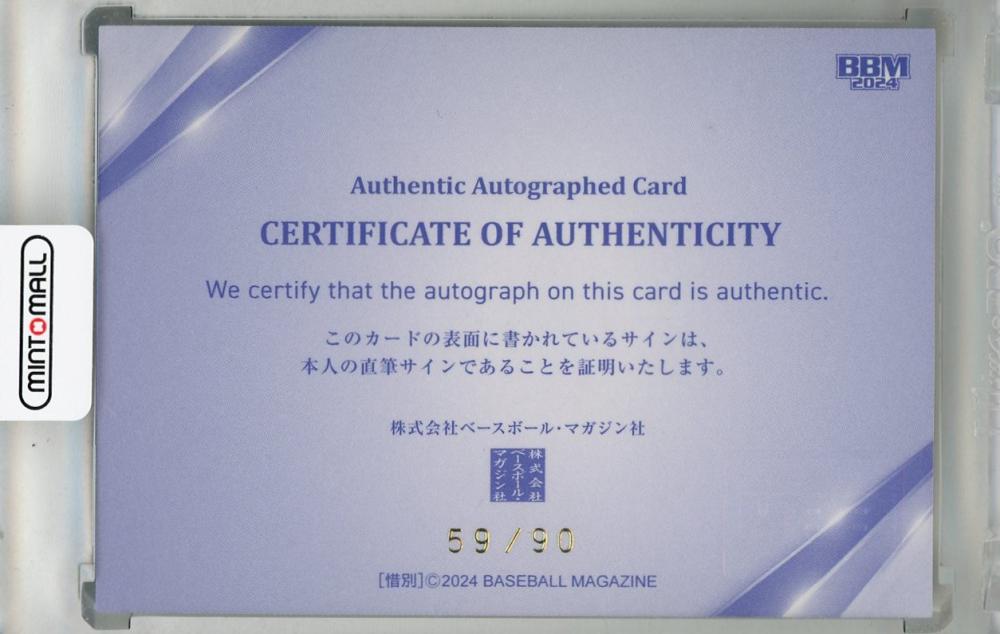 BBM
2024
Authentic Autographed Card
CERTIFICATE OF AUTHENTICITY
We certify that the autograph on this card is authentic.
このカードの表面に書かれているサインは、
本人の直筆サインであることを証明いたします。
株式会社ベースボール・マガジン社
株式会社
ベースボール・
マガジン社
59/90
[惜別]©2024 BASEBALL MAGAZINE
MINTOMALL